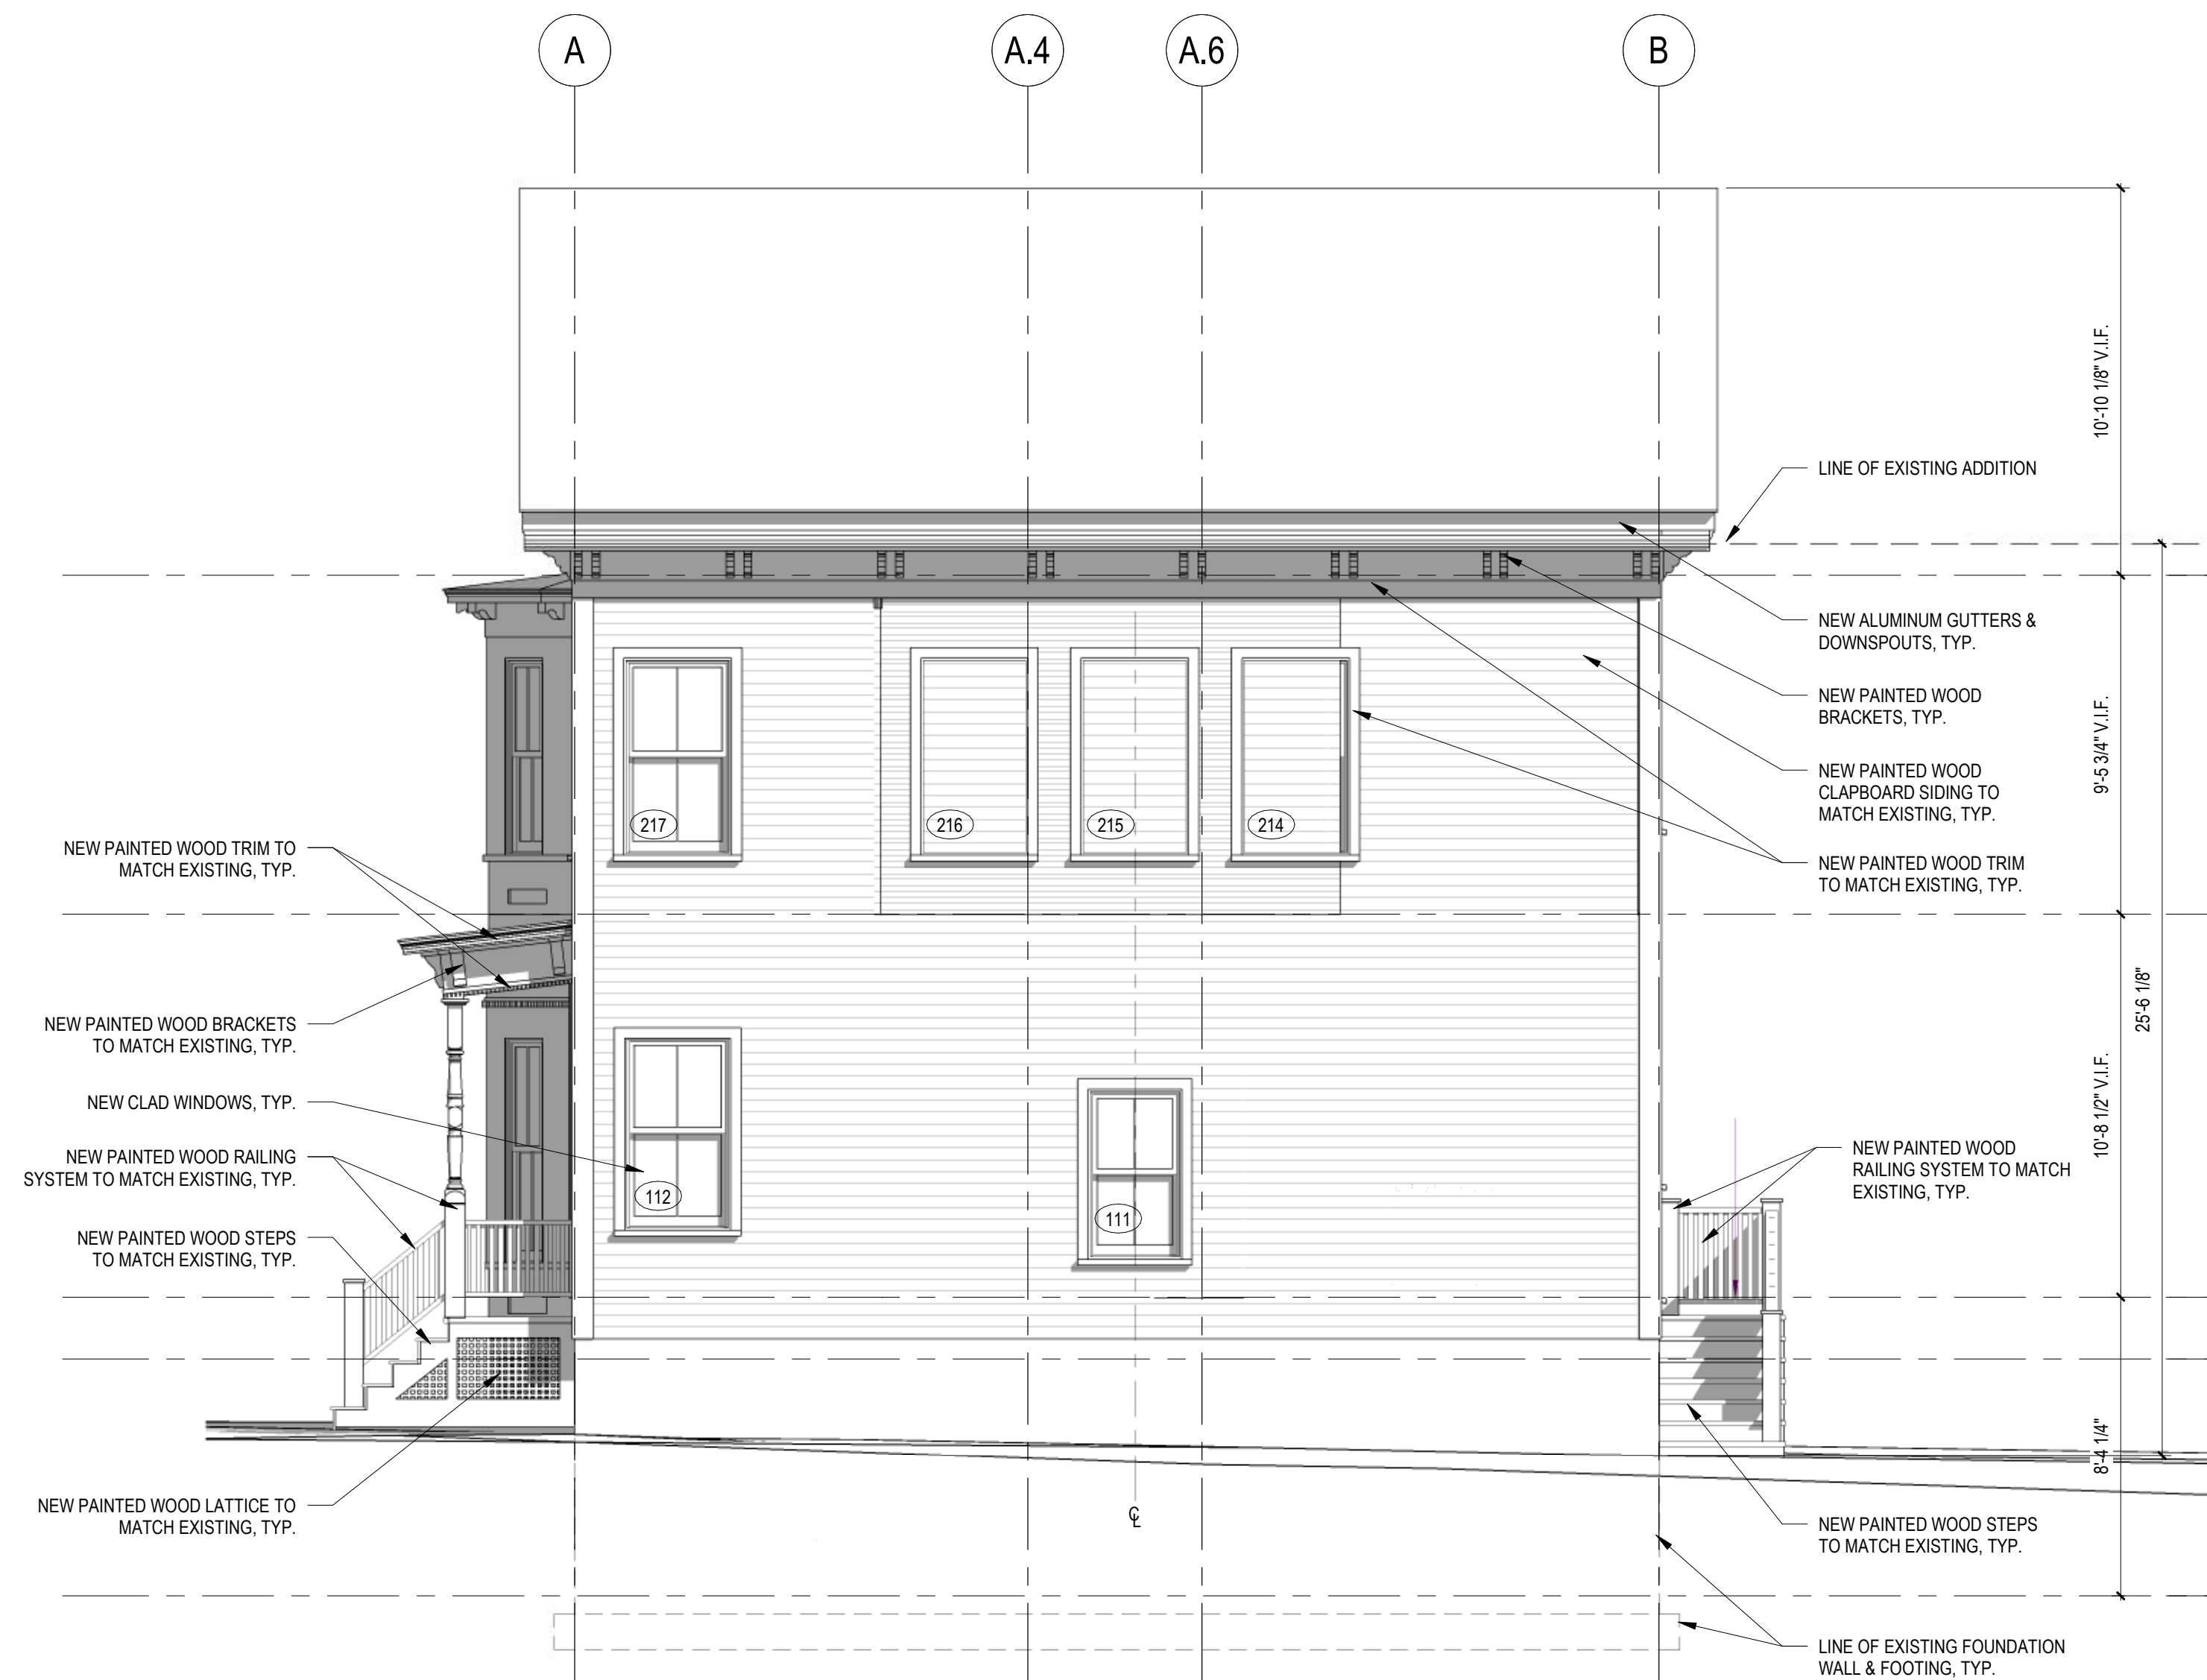 A
A.4
A.6
B
10'-10 1/8" V.I.F.
LINE OF EXISTING ADDITION
NEW ALUMINUM GUTTERS &
DOWNSPOUTS, TYP.
NEW PAINTED WOOD
BRACKETS, TYP.
9'-5 3/4" V.I.F.
NEW PAINTED WOOD
CLAPBOARD SIDING TO
MATCH EXISTING, TYP.
217
216
215
214
NEW PAINTED WOOD TRIM TO
MATCH EXISTING, TYP.
NEW PAINTED WOOD TRIM
TO MATCH EXISTING, TYP.
25'-6 1/8"
NEW PAINTED WOOD BRACKETS
TO MATCH EXISTING, TYP.
NEW CLAD WINDOWS, TYP.
10'-8 1/2" V.I.F.
NEW PAINTED WOOD RAILING
SYSTEM TO MATCH EXISTING, TYP.
NEW PAINTED WOOD
RAILING SYSTEM TO MATCH
EXISTING, TYP.
112
111
NEW PAINTED WOOD STEPS
TO MATCH EXISTING, TYP.
8'-4 1/4"
NEW PAINTED WOOD LATTICE TO
MATCH EXISTING, TYP.
℄
NEW PAINTED WOOD STEPS
TO MATCH EXISTING, TYP.
LINE OF EXISTING FOUNDATION
WALL & FOOTING, TYP.